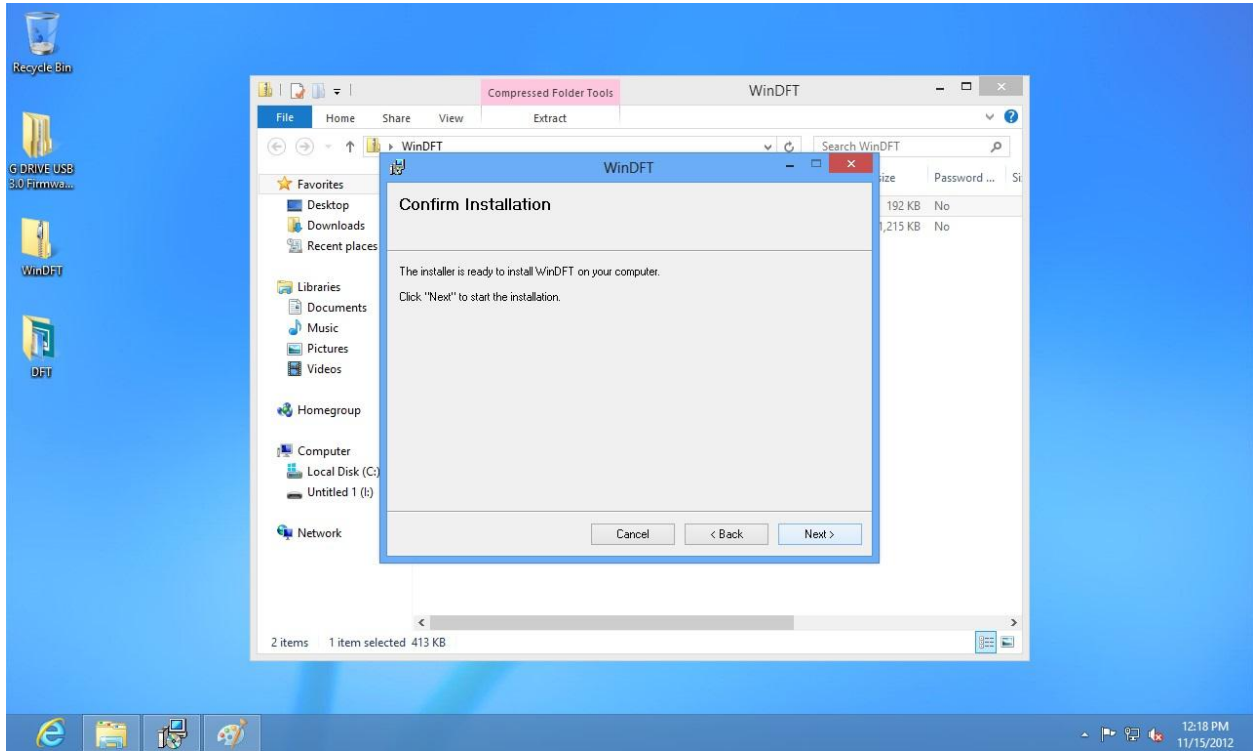 Recycle Bin
G DRIVE USB
3.0 Firmwa...
WinDFT
DFT
Compressed Folder Tools
WinDFT
File Home Share View Extract
WinDFT
Search WinDFT
Favorites
Desktop
Downloads
Recent places
Libraries
Documents
Music
Pictures
Videos
Homegroup
Computer
Local Disk (C:)
Untitled 1 (I:)
Network
size Password ... Si
192 KB No
1,215 KB No
WinDFT
Confirm Installation
The installer is ready to install WinDFT on your computer.
Click "Next" to start the installation.
Cancel < Back Next >
2 items 1 item selected 413 KB
12:18 PM
11/15/2012